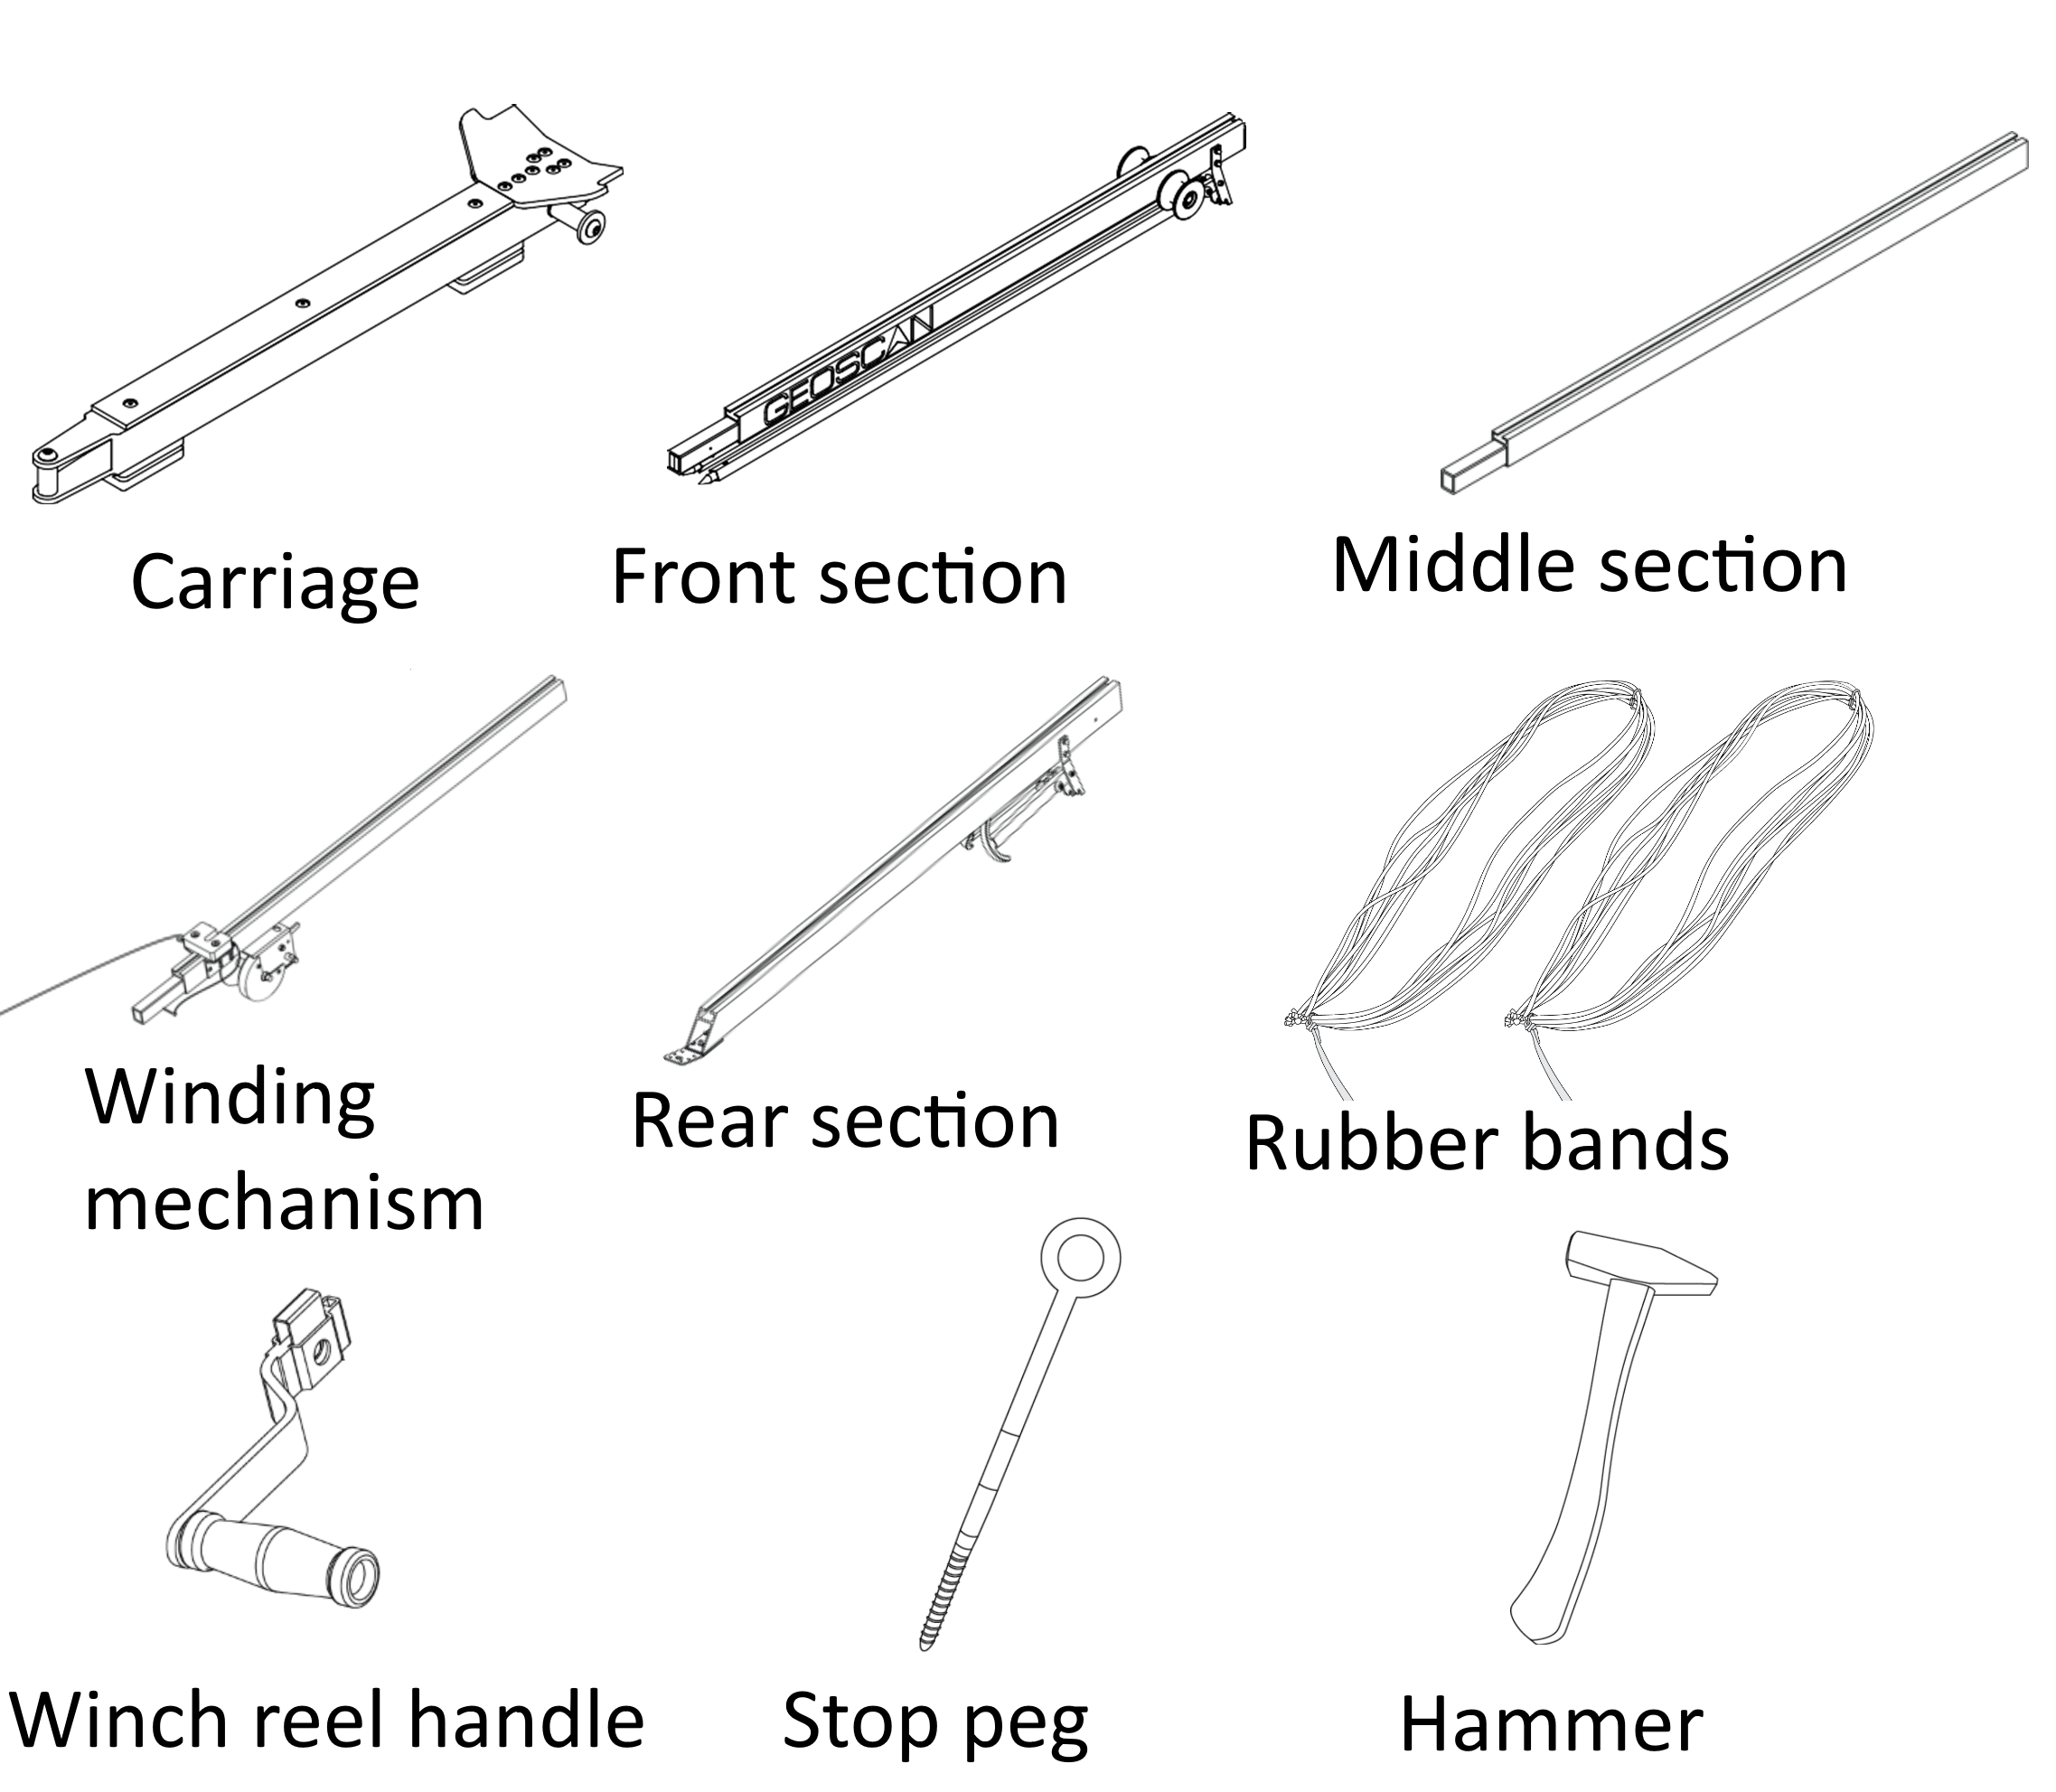 GEOSCAN
Carriage
Front section
Middle section
Winding
mechanism
Rear section
Rubber bands
Winch reel handle
Stop peg
Hammer